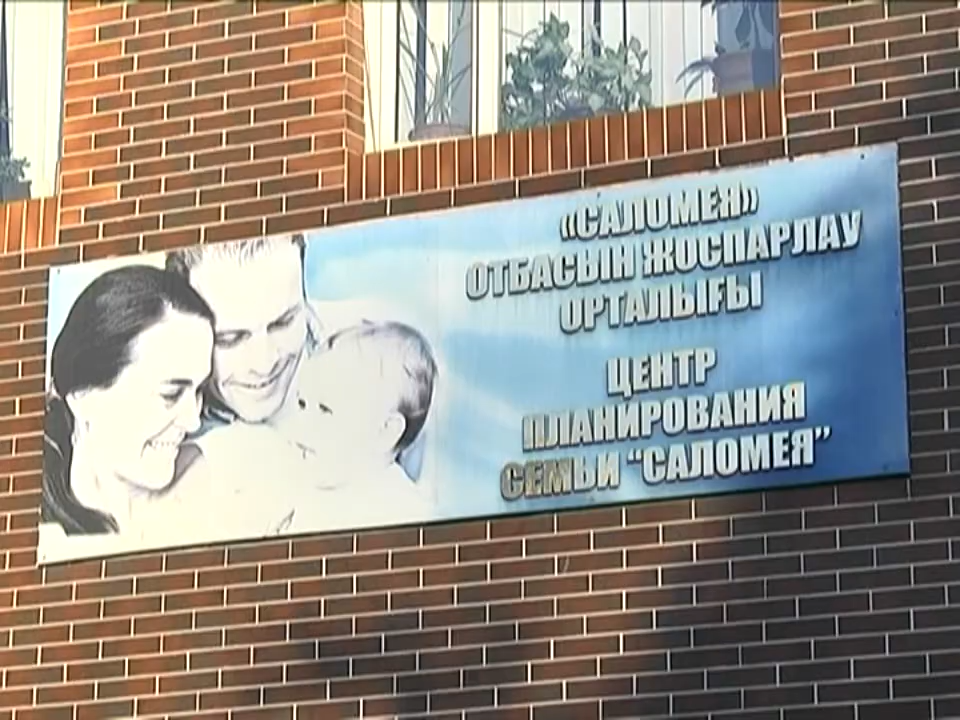 «САЛОМЕЯ»
ОТБАСЫН ЖОСПАРЛАУ
ОРТАЛЫҒЫ
ЦЕНТР
ПЛАНИРОВАНИЯ
СЕМЬИ “САЛОМЕЯ”